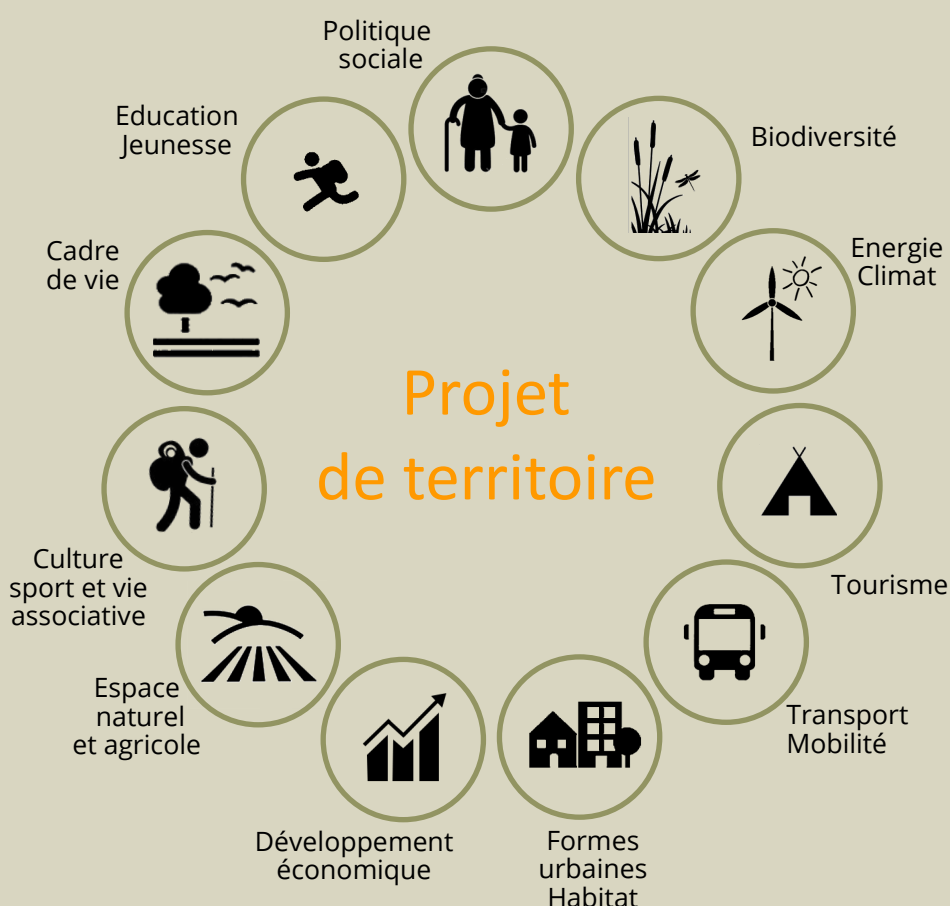 Politique
sociale
Education
Jeunesse
Biodiversité
Cadre
de vie
Energie
Climat
Projet
de territoire
Culture
sport et vie
associative
Tourisme
Espace
naturel
et agricole
Transport
Mobilité
Développement
économique
Formes
urbaines
Habitat